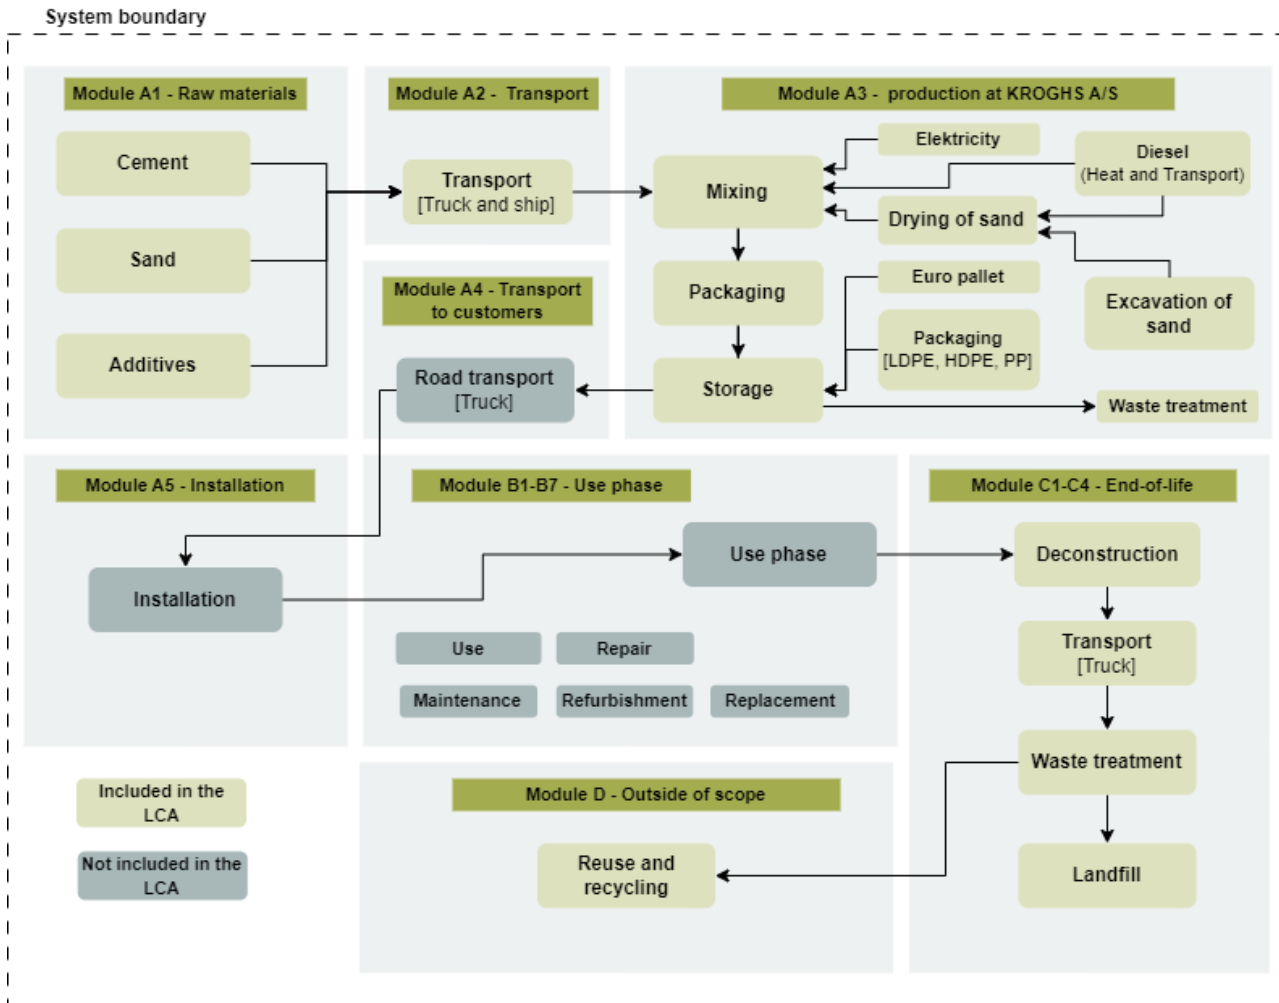 System boundary
Module A1 - Raw materials
Cement
Sand
Additives
Module A2 - Transport
Transport
[Truck and ship]
Module A3 - production at KROGHS A/S
Mixing
Packaging
Storage
Elektricity
Diesel
(Heat and Transport)
Drying of sand
Euro pallet
Packaging
[LDPE, HDPE, PP]
Excavation of
sand
Waste treatment
Module A4 - Transport
to customers
Road transport
[Truck]
Module A5 - Installation
Installation
Module B1-B7 - Use phase
Use phase
Use
Repair
Maintenance
Refurbishment
Replacement
Module C1-C4 - End-of-life
Deconstruction
Transport
[Truck]
Waste treatment
Landfill
Module D - Outside of scope
Reuse and
recycling
Included in the
LCA
Not included in the
LCA